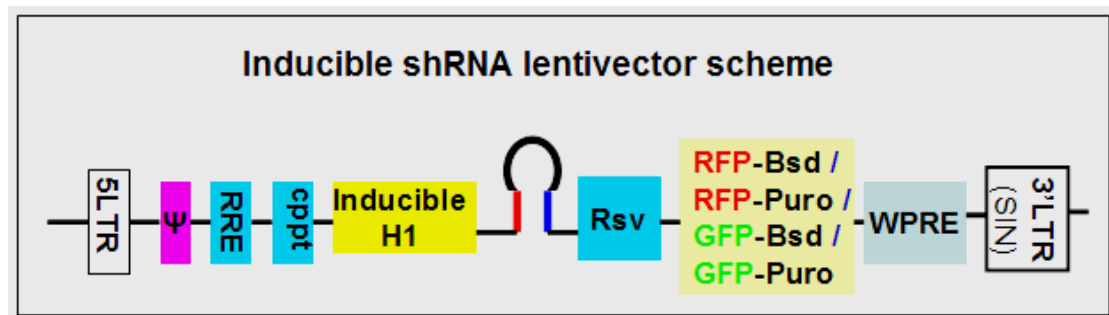 Inducible shRNA lentivector scheme
5LTR
Ψ
RRE
cppt
Inducible
H1
Rsv
RFP-Bsd /
RFP-Puro /
GFP-Bsd /
GFP-Puro
WPRE
3'LTR
(SIN)